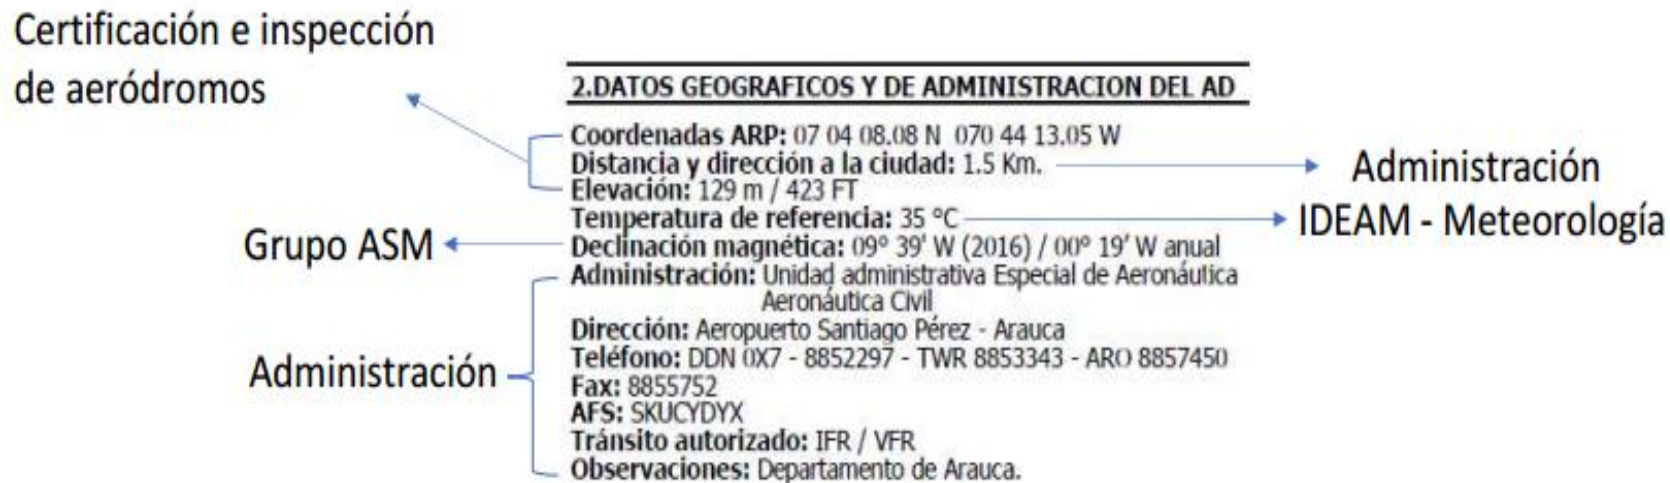 Certificación e inspección
de aeródromos
2.DATOS GEOGRAFICOS Y DE ADMINISTRACION DEL AD
Coordenadas ARP: 07 04 08.08 N 070 44 13.05 W
Distancia y dirección a la ciudad: 1.5 Km.
Administración
Elevación: 129 m / 423 FT
Temperatura de referencia: 35 ºC
IDEAM - Meteorología
Grupo ASM
Declinación magnética: 09º 39' W (2016) / 00º 19' W anual
Administración: Unidad administrativa Especial de Aeronáutica
Aeronáutica Civil
Dirección: Aeropuerto Santiago Pérez - Arauca
Teléfono: DDN 0X7 - 8852297 - TWR 8853343 - ARO 8857450
Administración
Fax: 8855752
AFS: SKUCYDYX
Tránsito autorizado: IFR / VFR
Observaciones: Departamento de Arauca.